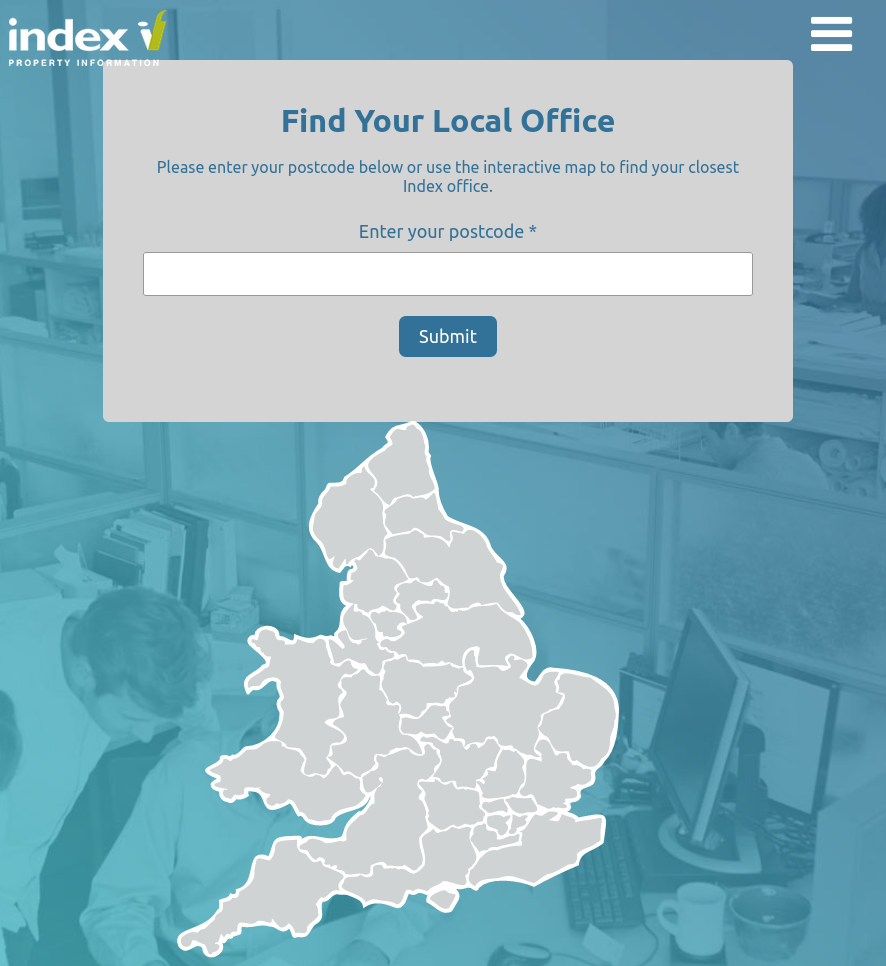 index
PROPERTY INFORMATION
Find Your Local Office
Please enter your postcode below or use the interactive map to find your closest
Index office.
Enter your postcode *
Submit